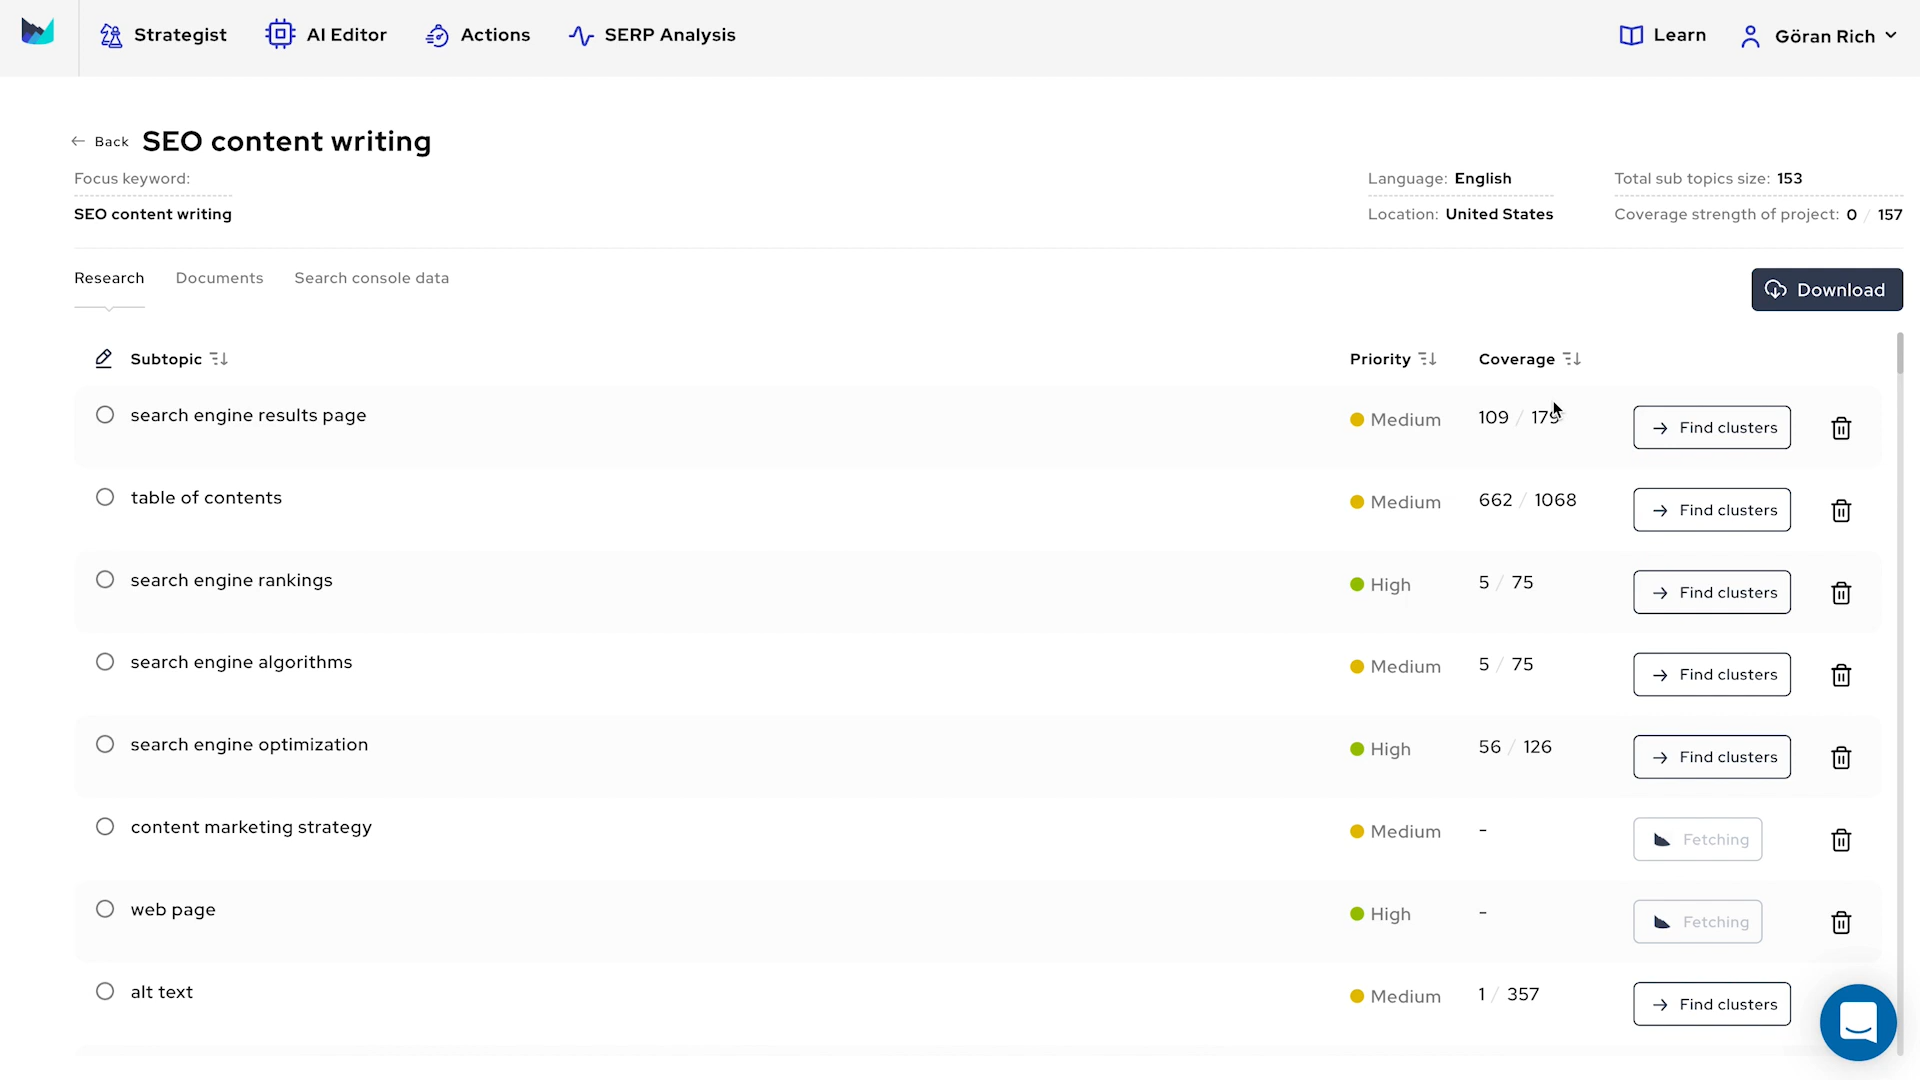 Strategist AI Editor Actions SERP Analysis Learn Göran Rich
Back SEO content writing
Focus keyword: Language: English Total sub topics size: 153
SEO content writing Location: United States Coverage strength of project: 0 / 157
Research Documents Search console data Download
Subtopic Priority Coverage
search engine results page Medium 109 / 179 Find clusters
table of contents Medium 662 / 1068 Find clusters
search engine rankings High 5 / 75 Find clusters
search engine algorithms Medium 5 / 75 Find clusters
search engine optimization High 56 / 126 Find clusters
content marketing strategy Medium - Fetching
web page High - Fetching
alt text Medium 1 / 357 Find clusters